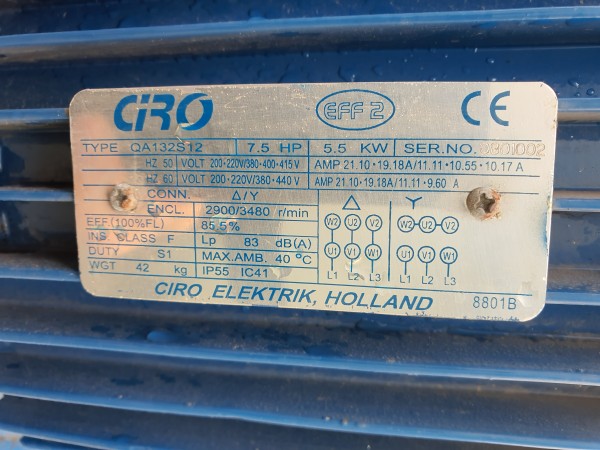 CIRO EFF 2 CE
TYPE QA132S12 7.5 HP 5.5 KW SER.NO.
HZ 50 VOLT 200-220V/380-400-415V AMP 21.10-19.18A/11.11-10.55-10.17 A
HZ 60 VOLT 200-220V/380-440V AMP 21.10-19.18A/11.11-9.60 A
CONN. Δ/Y Δ Y
ENCL. 2900/3480 r/min
EFF(100%FL) 85.5% W2 U2 V2 W2 U2 V2
INS CLASS F Lp 83 dB(A)
DUTY S1 MAX.AMB. 40 °C U1 V1 W1 U1 V1 W1
WGT 42 kg IP55 IC41 L1 L2 L3 L1 L2 L3
CIRO ELEKTRIK, HOLLAND 8801B